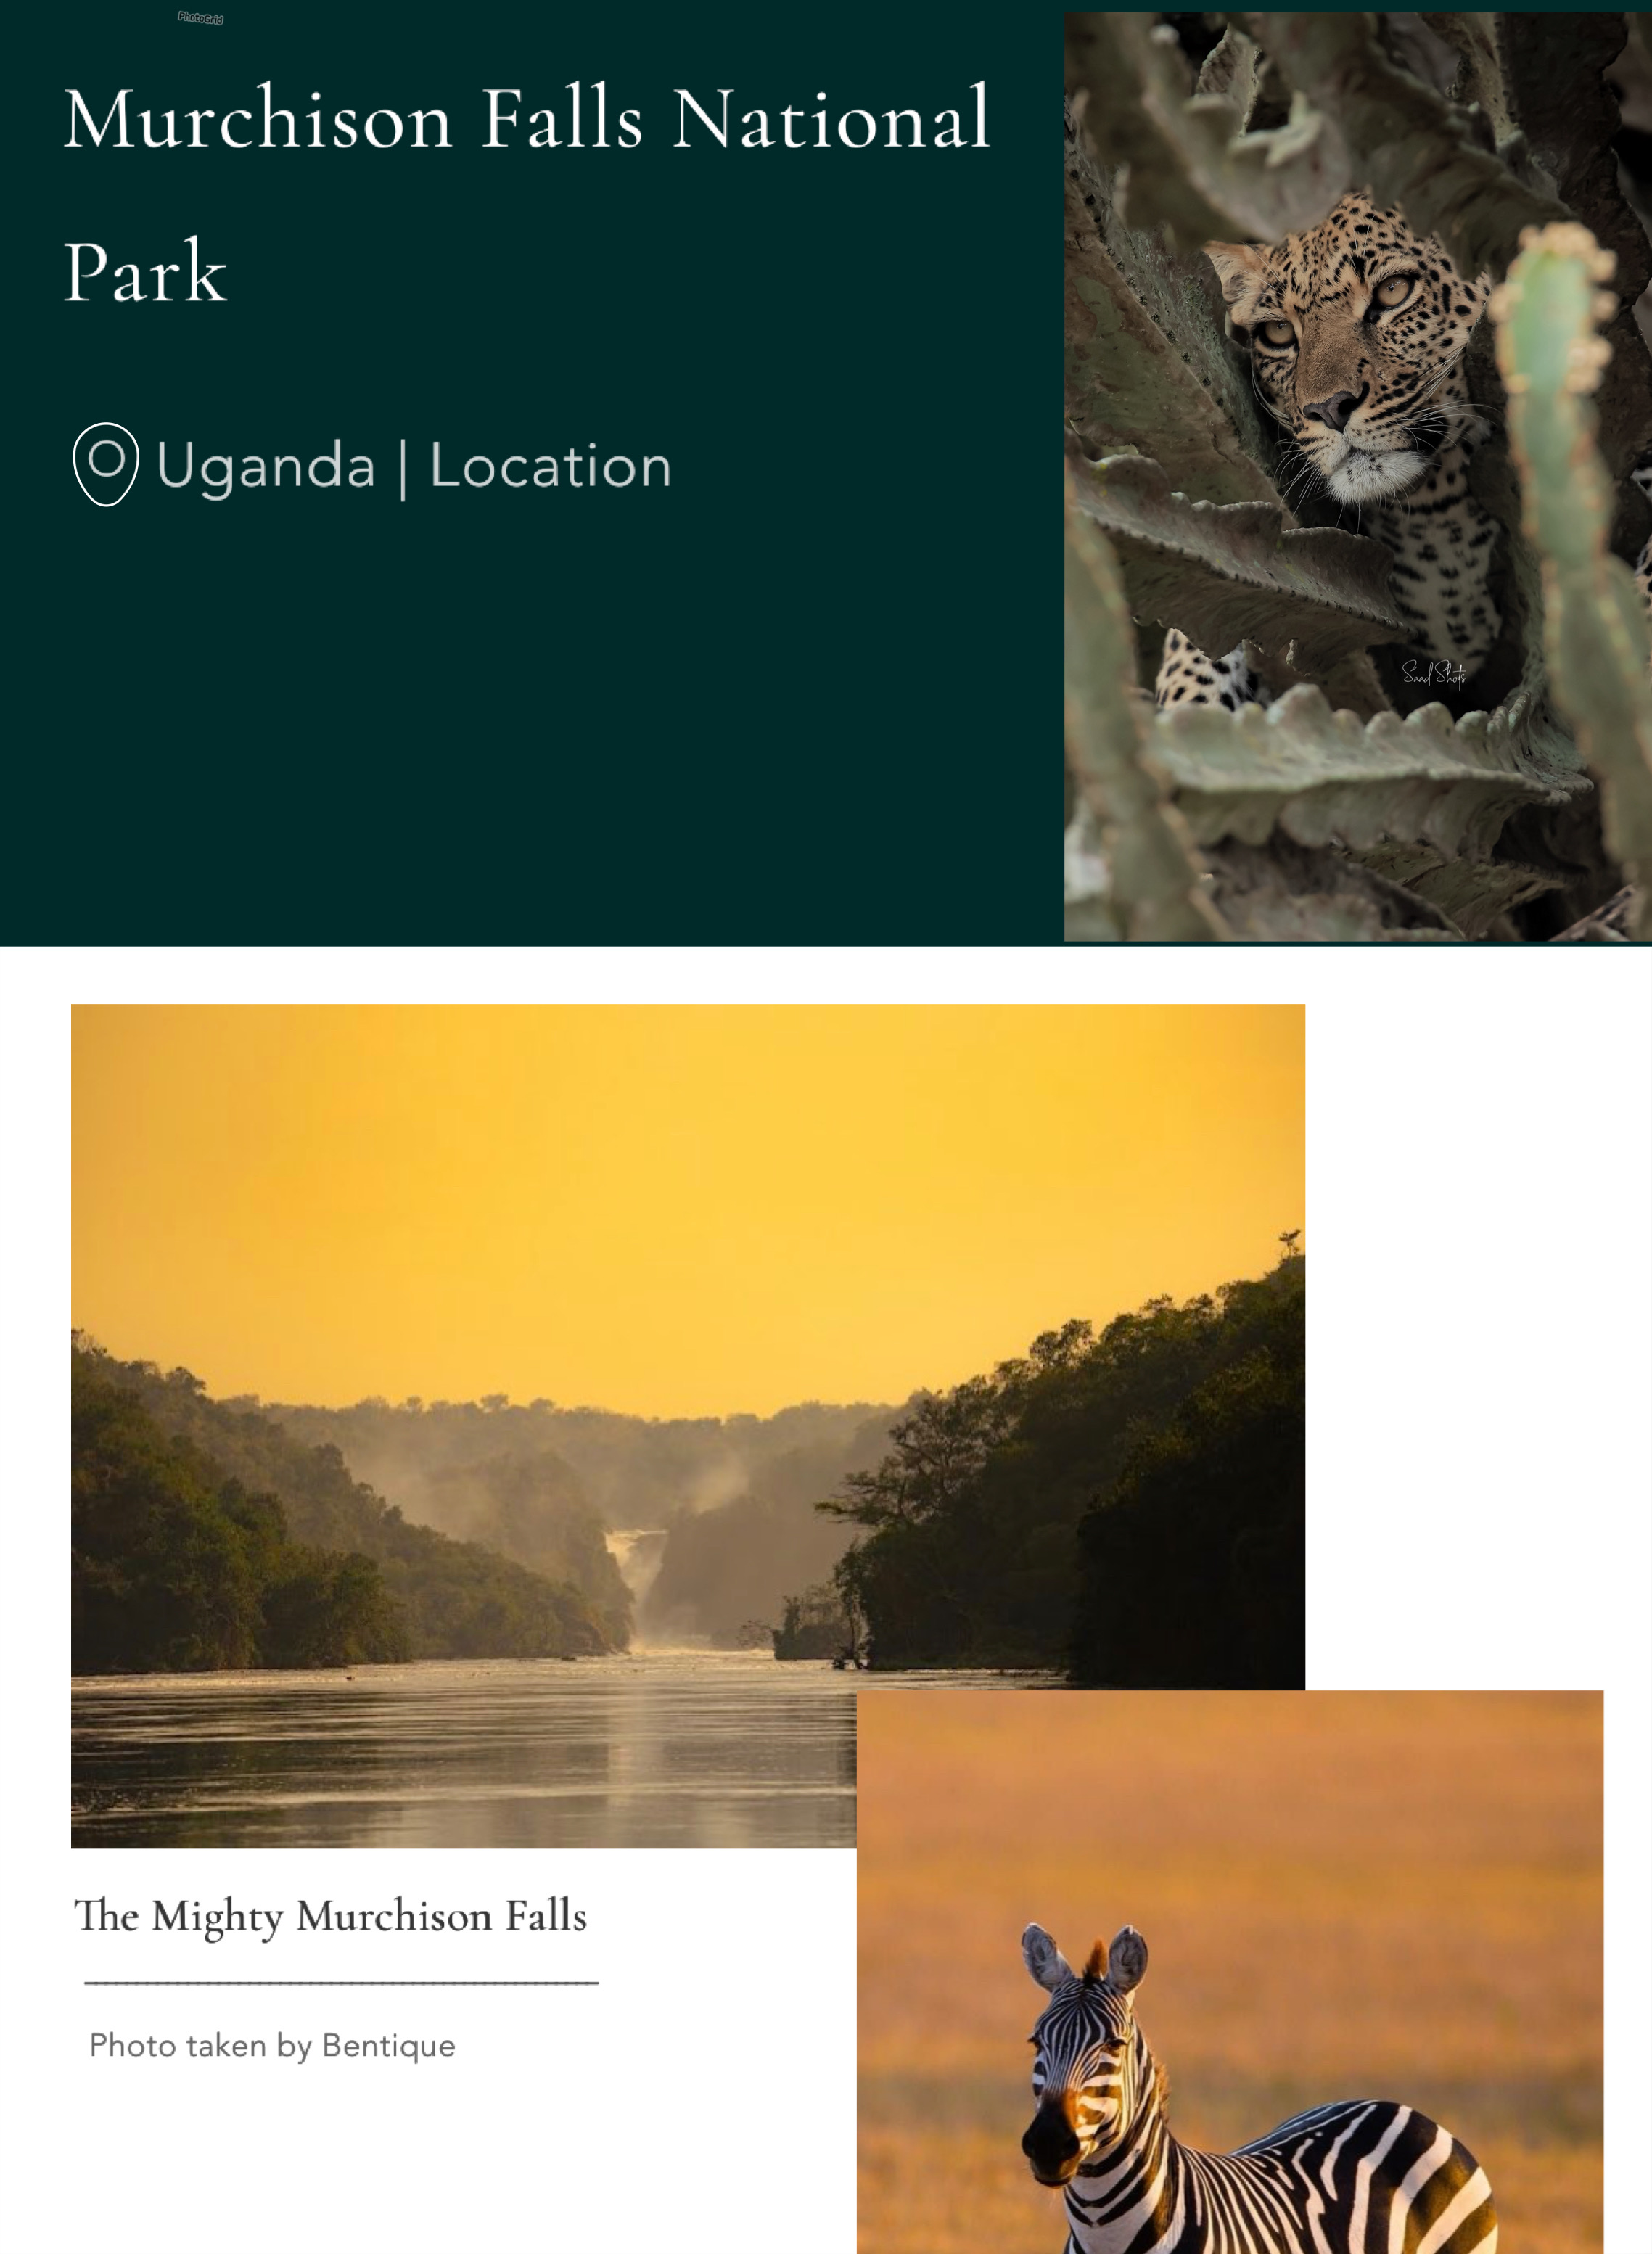 PhotoGrid
Murchison Falls National
Park
Uganda | Location
Saad Shots
The Mighty Murchison Falls
Photo taken by Bentique